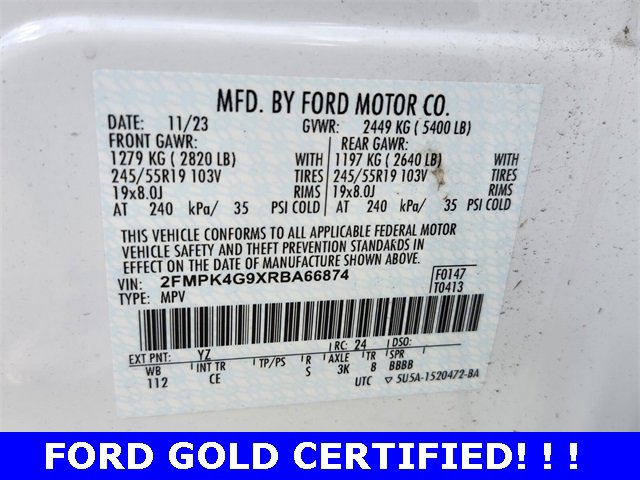 MFD. BY FORD MOTOR CO.
DATE: 11/23 GVWR: 2449 KG ( 5400 LB)
FRONT GAWR: REAR GAWR:
1279 KG ( 2820 LB) WITH 1197 KG ( 2640 LB) WITH
245/55R19 103V TIRES 245/55R19 103V TIRES
19x8.0J RIMS 19x8.0J RIMS
AT 240 kPa/ 35 PSI COLD AT 240 kPa/ 35 PSI COLD
THIS VEHICLE CONFORMS TO ALL APPLICABLE FEDERAL MOTOR
VEHICLE SAFETY AND THEFT PREVENTION STANDARDS IN
EFFECT ON THE DATE OF MANUFACTURE SHOWN ABOVE.
VIN: 2FMPK4G9XRBA66874 F0147
TYPE: MPV T0413
EXT PNT: YZ RC: 24 DSO:
WB INT TR TP/PS R AXLE TR SPR
112 CE S 3K 8 BBBB
UTC 5U5A-1520472-BA
FORD GOLD CERTIFIED! ! !